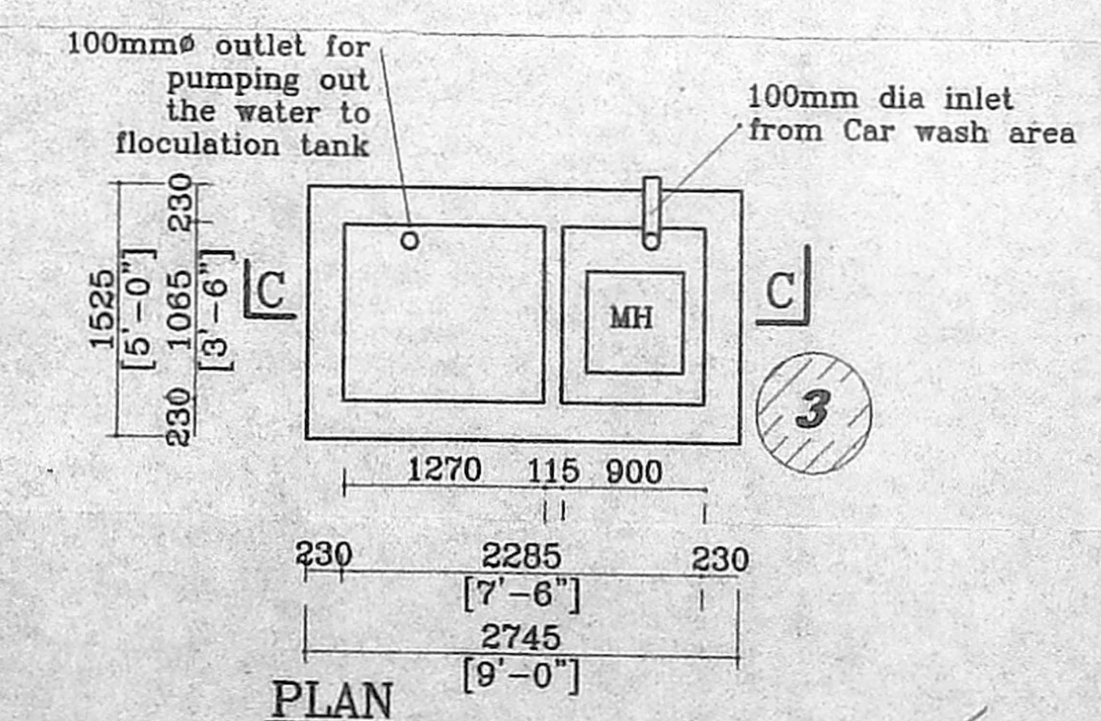 100mmø outlet for
pumping out
the water to
floculation tank
100mm dia inlet
from Car wash area
230
1525
[5'-0"]
1065
[3'-6"]
230
C
C
MH
3
1270 115 900
230 2285 230
[7'-6"]
2745
[9'-0"]
PLAN